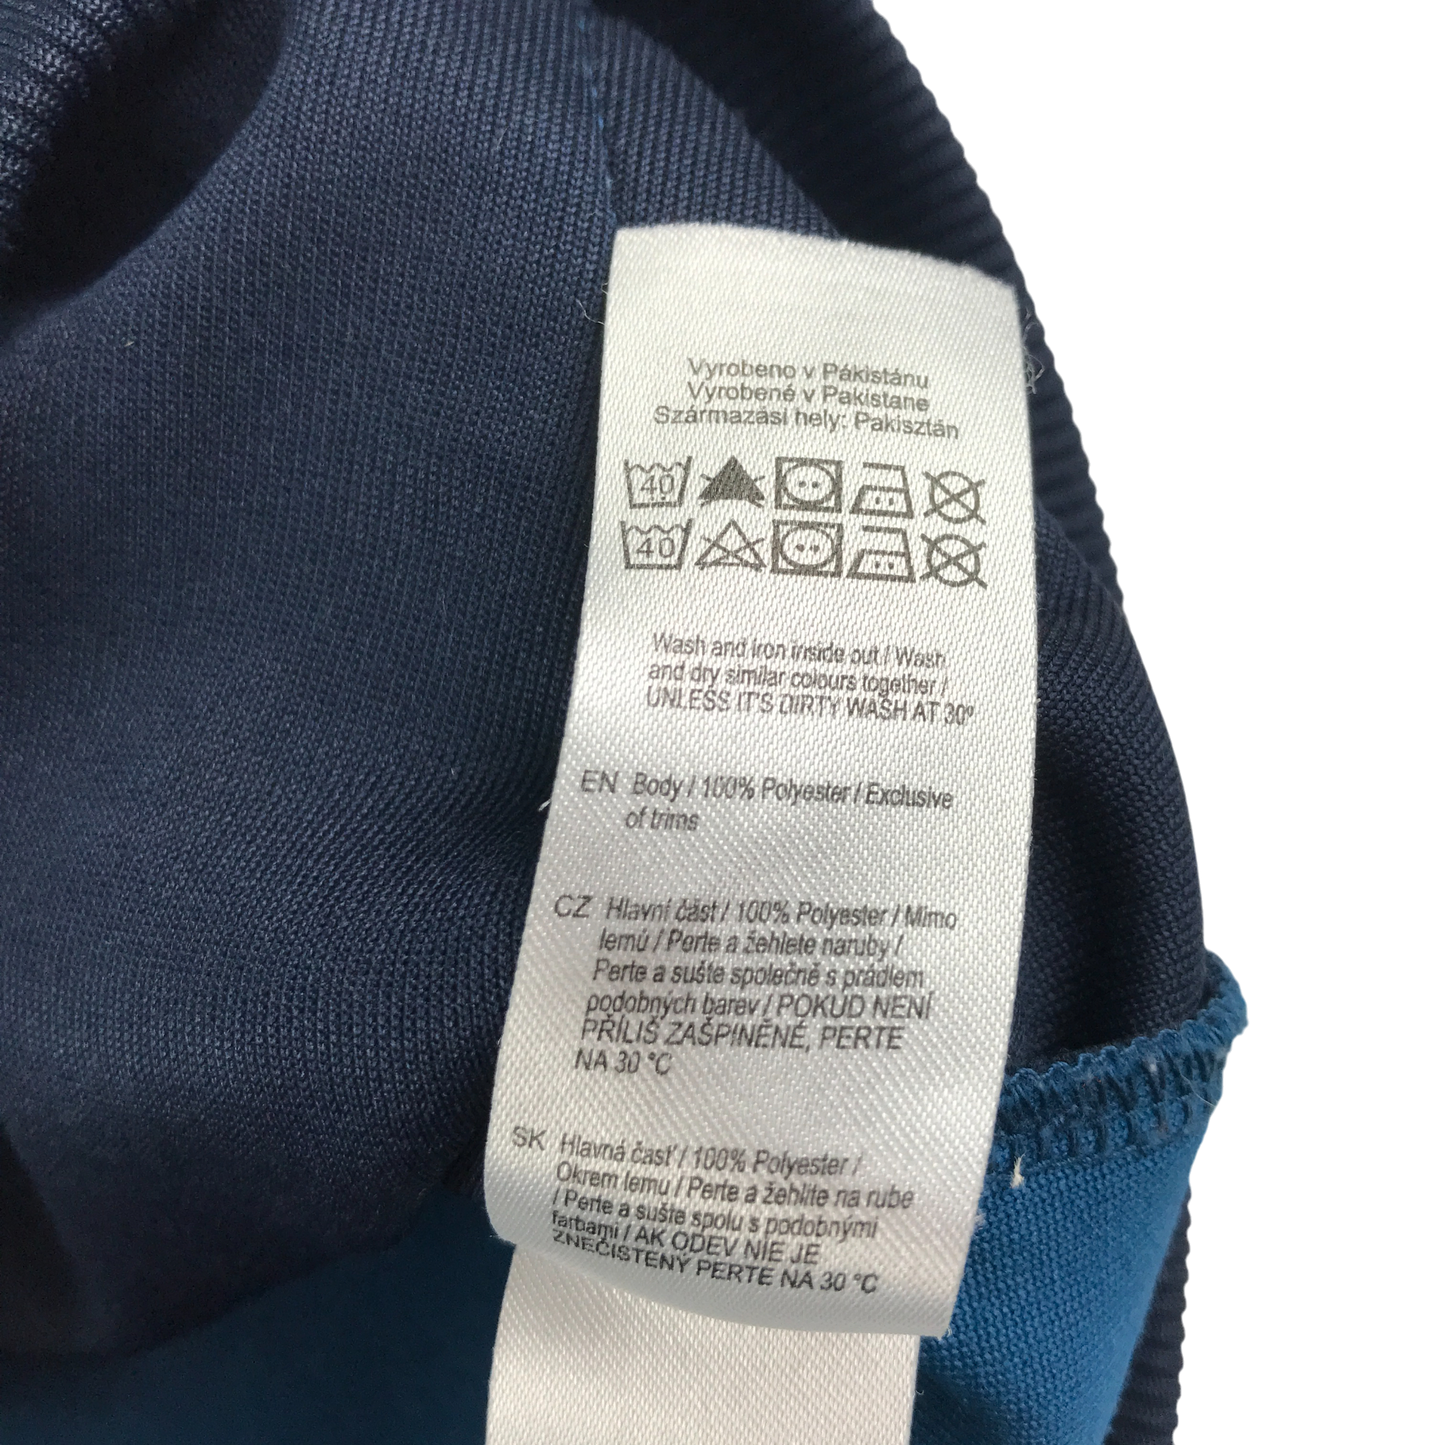 Vyrobeno v Pákistánu
Vyrobené v Pakistane
Származási hely: Pakisztán
40
40
Wash and iron inside out / Wash
and dry similar colours together /
UNLESS IT'S DIRTY WASH AT 30º
EN Body / 100% Polyester / Exclusive
of trims
CZ Hlavní část / 100% Polyester / Mimo
lemú / Perte a žehlete naruby /
Perte a sušte společně s prádlem
podobných barev / POKUD NENÍ
PŘÍLIŠ ZAŠPINĚNÉ, PERTE
NA 30 °C
SK Hlavná časť / 100% Polyester /
Okrem lemu / Perte a žehlite na rube
/ Perte a sušte spolu s podobnými
farbami / AK ODEV NIE JE
ZNEČISTENÝ PERTE NA 30 °C